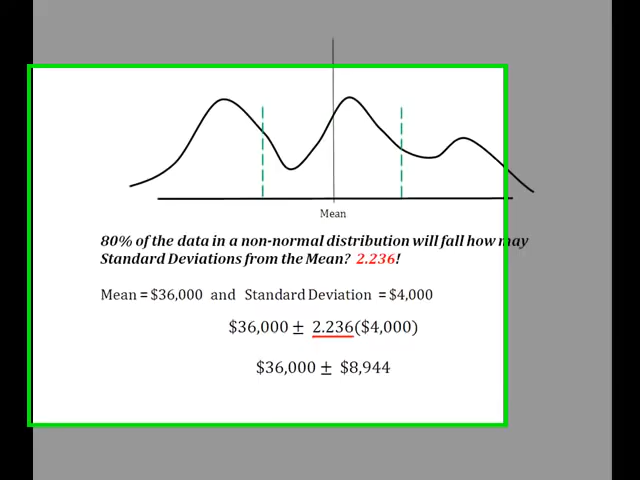 Mean
80% of the data in a non-normal distribution will fall how may
Standard Deviations from the Mean? 2.236!
Mean = $36,000 and Standard Deviation = $4,000
$36,000 ± 2.236($4,000)
$36,000 ± $8,944